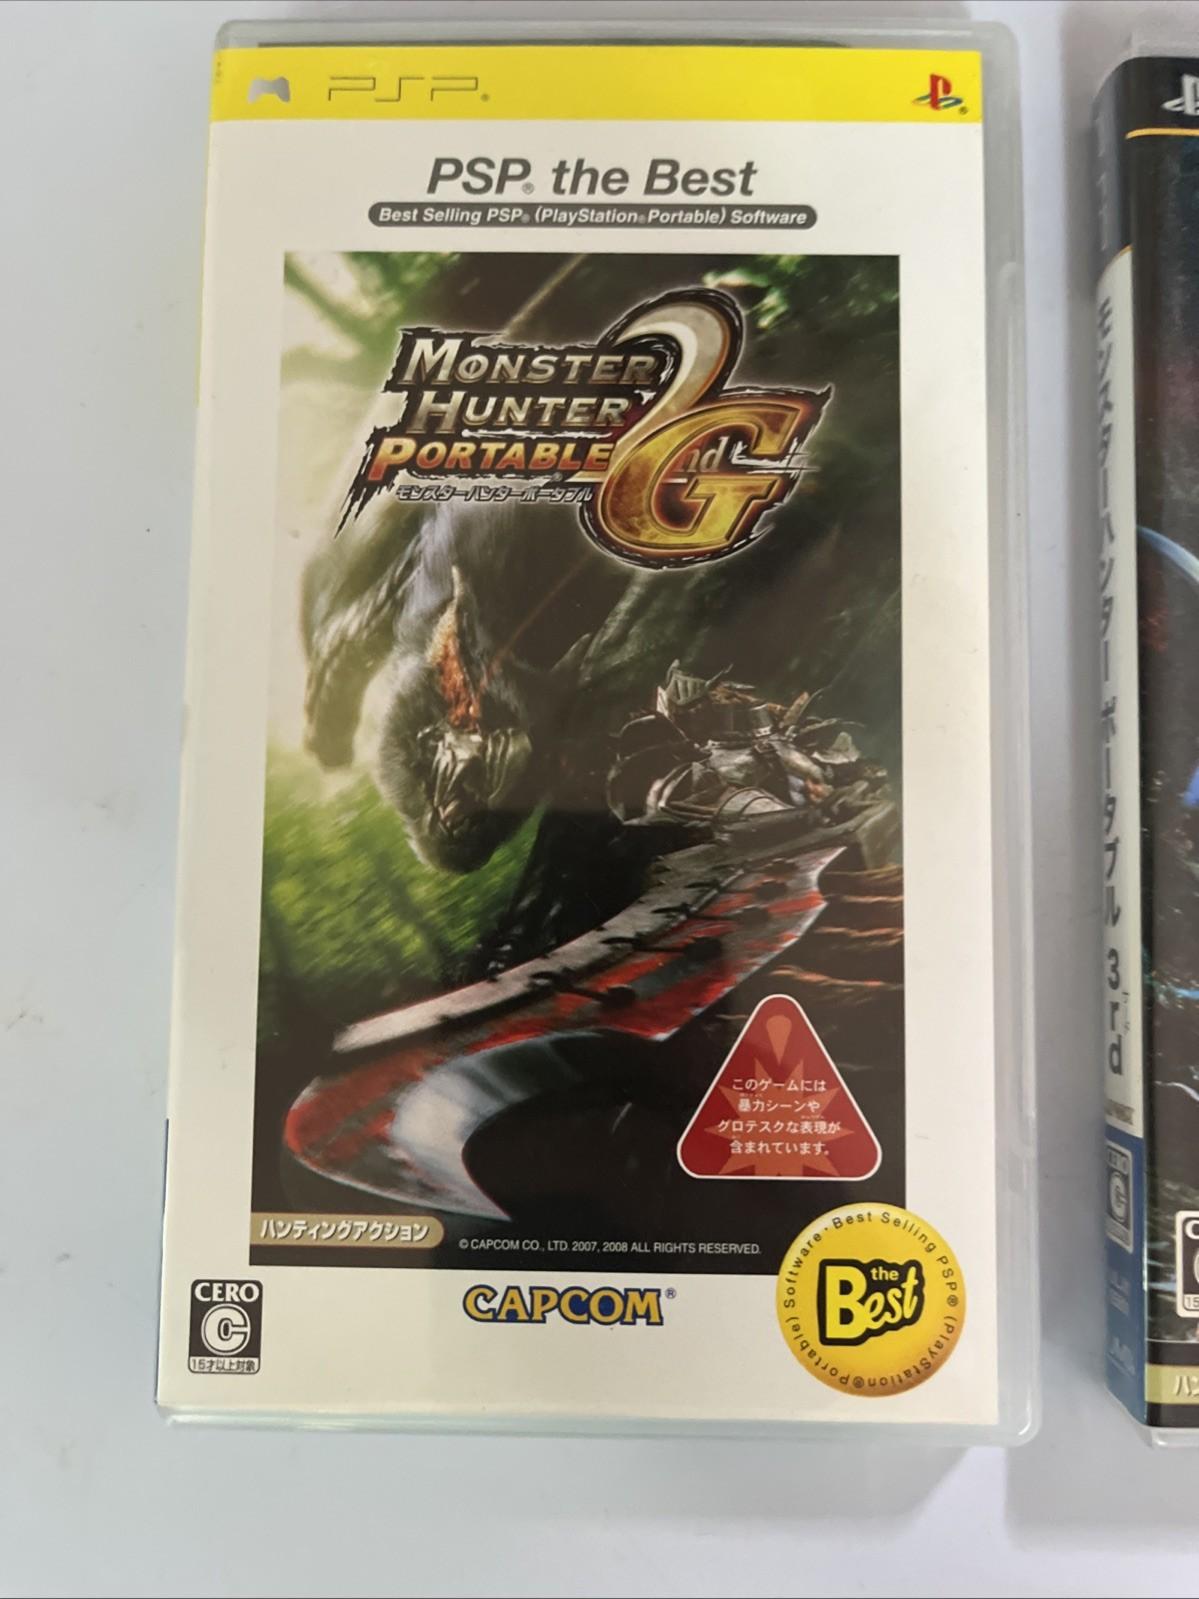 PSP®
PSP® the Best
Best Selling PSP® (PlayStation®Portable) Software
MONSTER
HUNTER
PORTABLE 2nd G
モンスターハンターポータブル
このゲームには
暴力シーンや
グロテスクな表現が
含まれています。
ハンティングアクション
© CAPCOM CO., LTD. 2007, 2008 ALL RIGHTS RESERVED.
CERO
C
15才以上対象
CAPCOM®
the
Best
Best Selling PSP® (PlayStation®Portable) Software
モンスターハンターポータブル 3rd
CERO
C